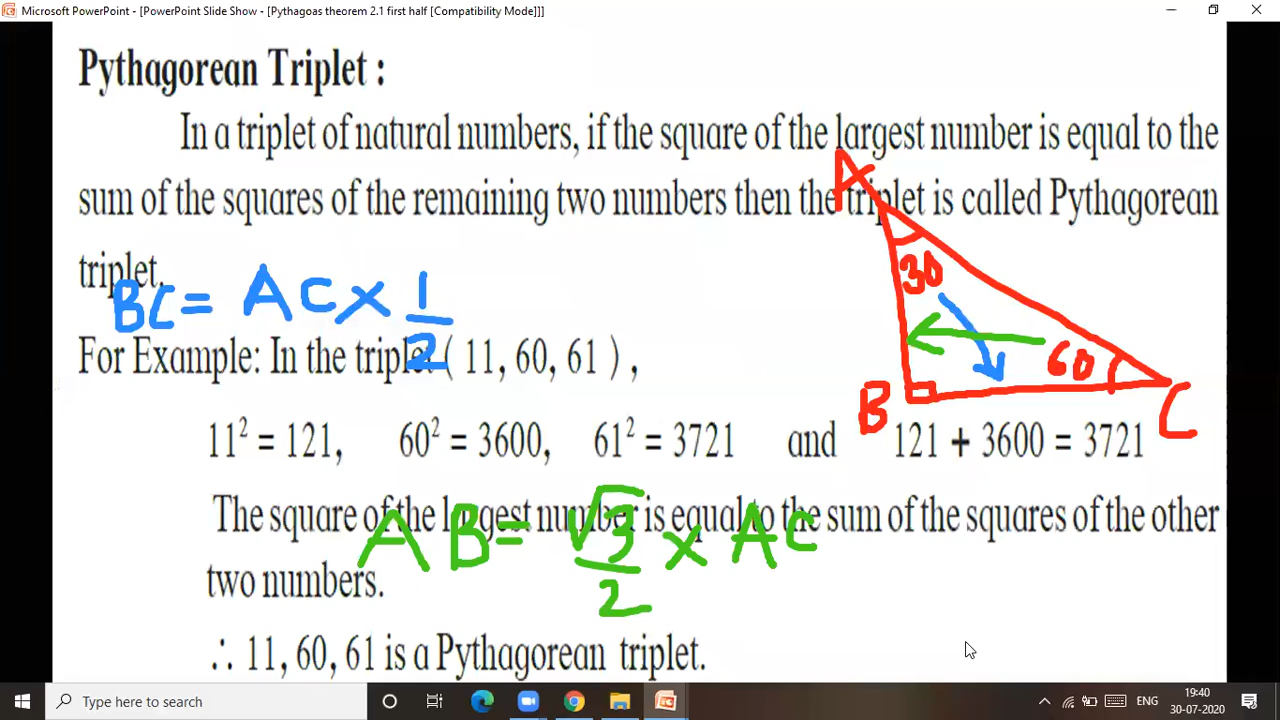 Microsoft PowerPoint - [PowerPoint Slide Show - [Pythagoas theorem 2.1 first half [Compatibility Mode]]]
Pythagorean Triplet :
In a triplet of natural numbers, if the square of the largest number is equal to the
sum of the squares of the remaining two numbers then the triplet is called Pythagorean
triplet.
A
30
60
B
C
BC = AC x 1/2
For Example: In the triplet ( 11, 60, 61 ) ,
11² = 121, 60² = 3600, 61² = 3721 and 121 + 3600 = 3721
The square of the largest number is equal to the sum of the squares of the other
two numbers.
AB = √3/2 x AC
∴ 11, 60, 61 is a Pythagorean triplet.
Type here to search
ENG
19:40
30-07-2020